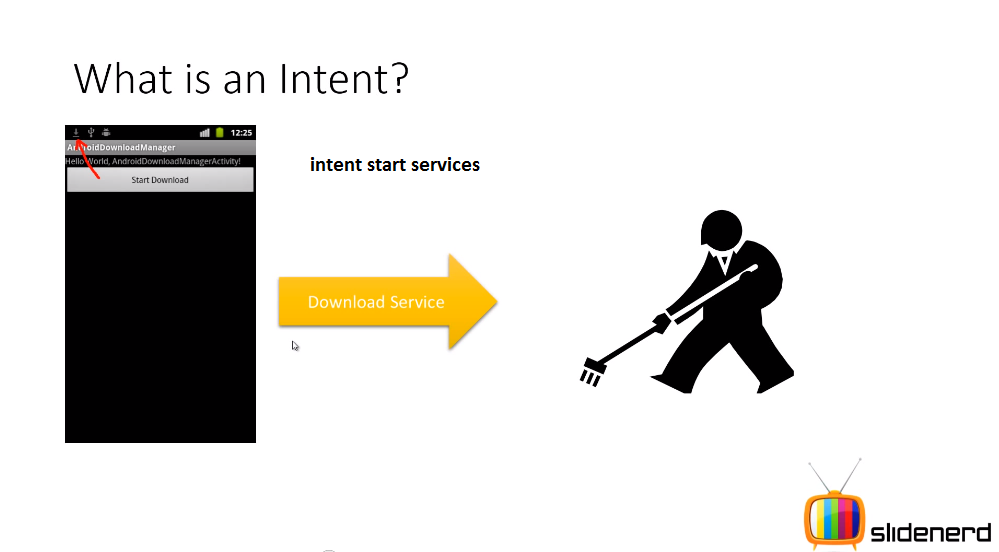 What is an Intent?
12:25
AndroidDownloadManager
Hello World, AndroidDownloadManagerActivity!
Start Download
intent start services
Download Service
slidenerd